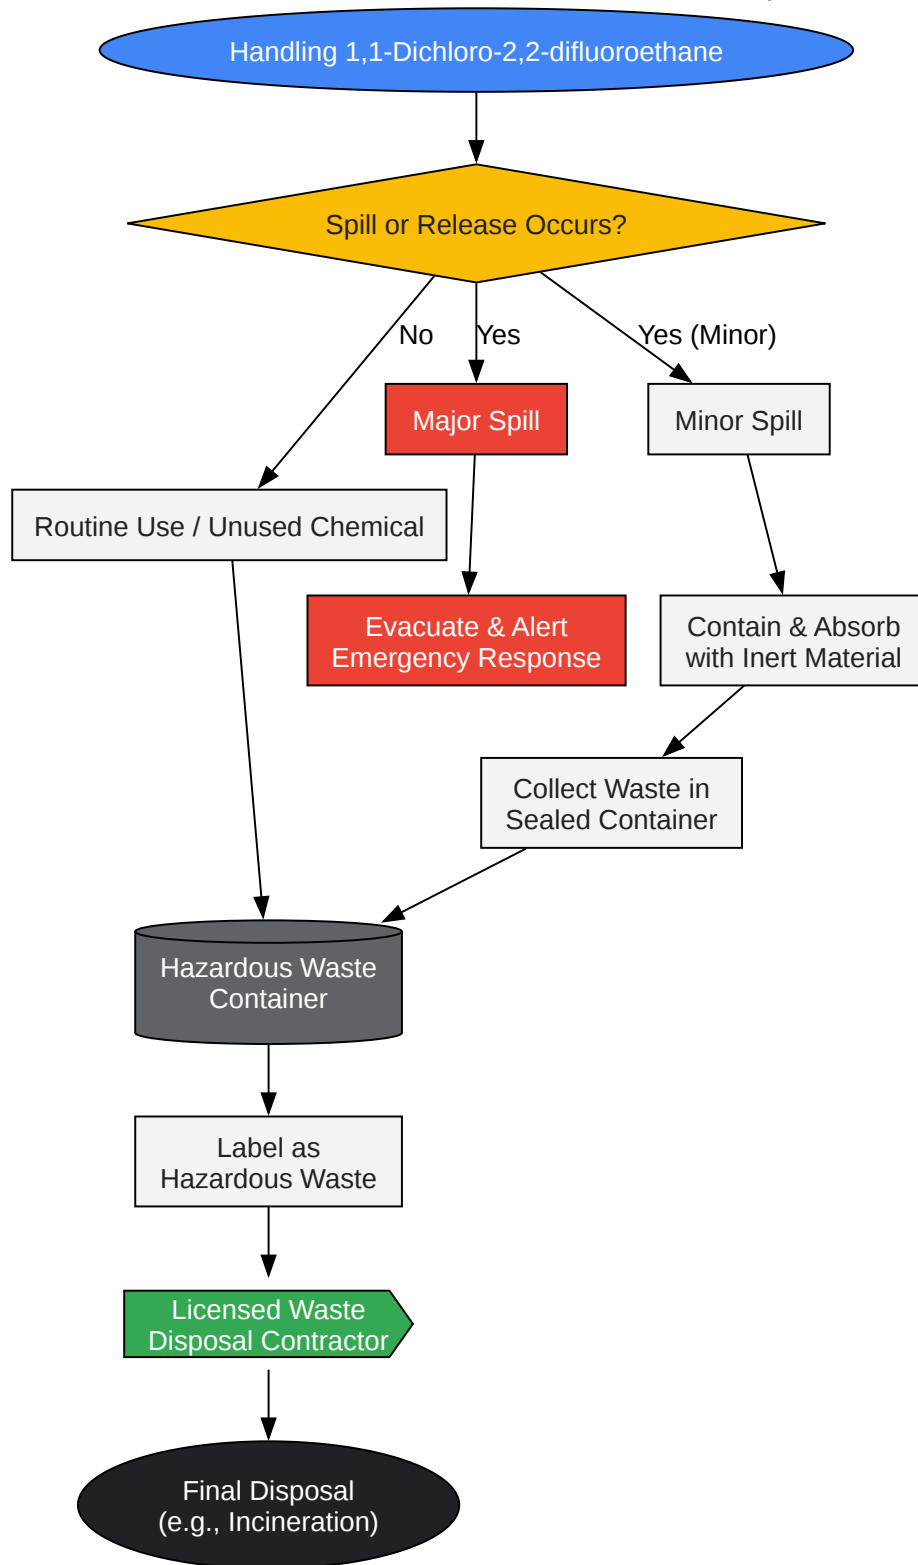 Handling 1,1-Dichloro-2,2-difluoroethane
Spill or Release Occurs?
No
Yes
Yes (Minor)
Major Spill
Minor Spill
Routine Use / Unused Chemical
Evacuate & Alert
Emergency Response
Contain & Absorb
with Inert Material
Collect Waste in
Sealed Container
Hazardous Waste
Container
Label as
Hazardous Waste
Licensed Waste
Disposal Contractor
Final Disposal
(e.g., Incineration)